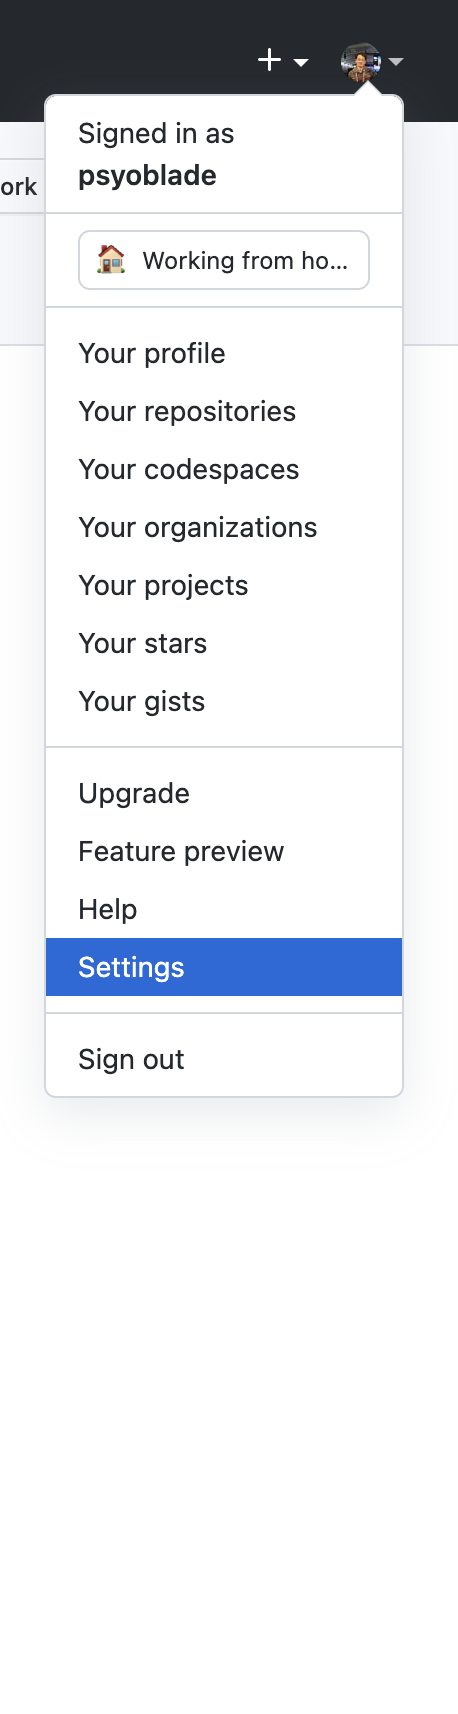 Signed in as
psyoblade
ork
Working from ho...
Your profile
Your repositories
Your codespaces
Your organizations
Your projects
Your stars
Your gists
Upgrade
Feature preview
Help
Settings
Sign out